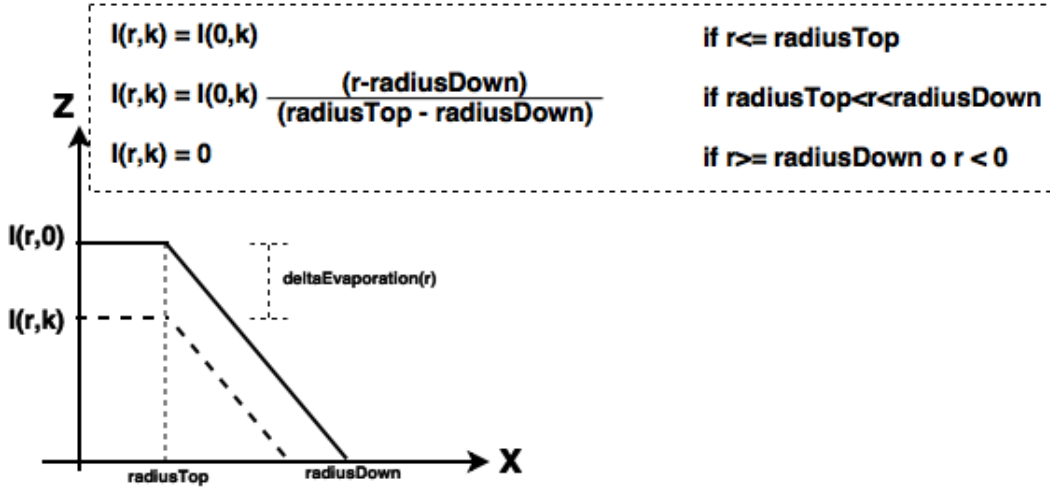 I(r,k) = I(0,k) if r<= radiusTop
I(r,k) = I(0,k) (r-radiusDown) if radiusTop<r<radiusDown
(radiusTop - radiusDown)
I(r,k) = 0 if r>= radiusDown o r < 0
Z
I(r,0)
deltaEvaporation(r)
I(r,k)
radiusTop
radiusDown
X